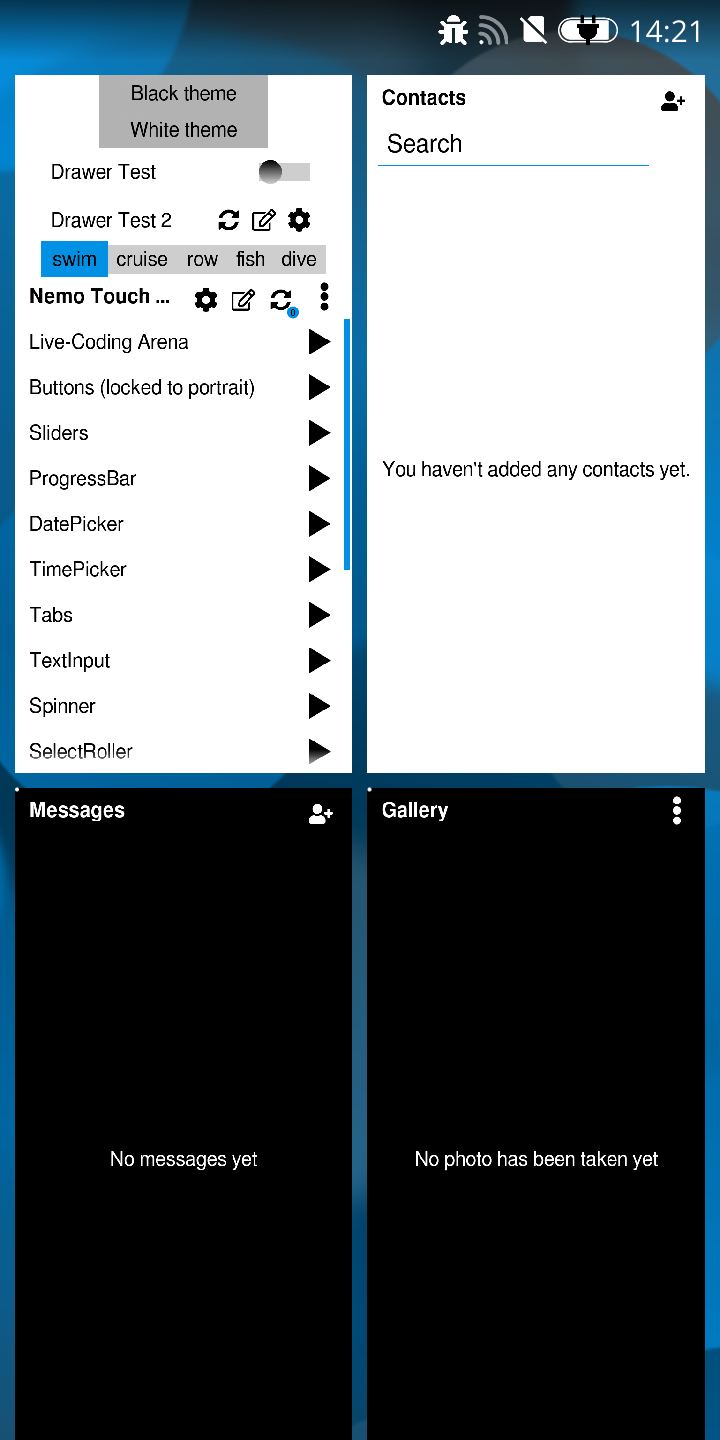 14:21
Black theme
White theme
Drawer Test
Drawer Test 2
swim cruise row fish dive
Nemo Touch ...
0
Live-Coding Arena
Buttons (locked to portrait)
Sliders
ProgressBar
DatePicker
TimePicker
Tabs
TextInput
Spinner
SelectRoller
Contacts
Search
You haven't added any contacts yet.
Messages
No messages yet
Gallery
No photo has been taken yet